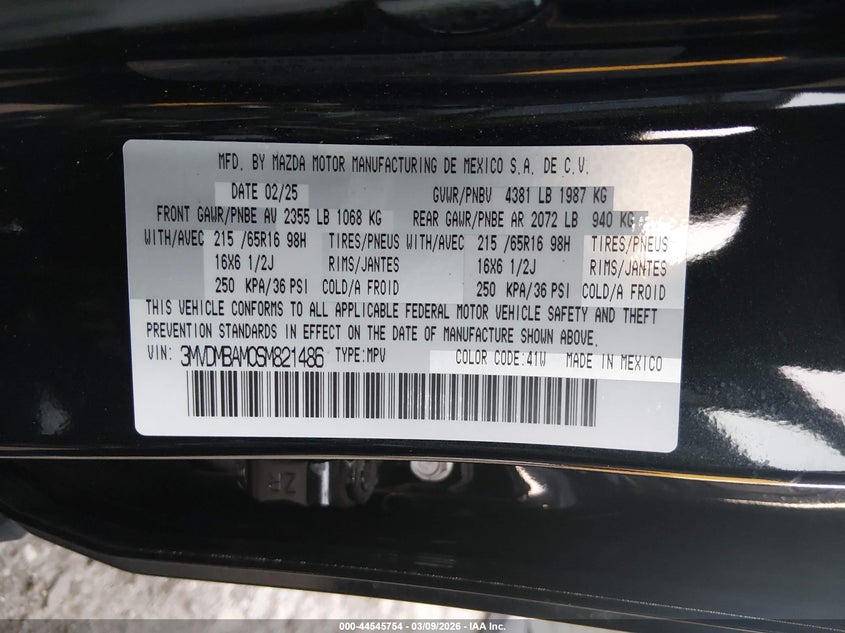 MFD. BY MAZDA MOTOR MANUFACTURING DE MEXICO S.A. DE C.V.
DATE 02/25 GVWR/PNBV 4381 LB 1987 KG
FRONT GAWR/PNBE AV 2355 LB 1068 KG REAR GAWR/PNBE AR 2072 LB 940 KG
WITH/AVEC 215 /65R16 98H TIRES/PNEUS WITH/AVEC 215 /65R16 98H TIRES/PNEUS
16X6 1/2J RIMS/JANTES 16X6 1/2J RIMS/JANTES
250 KPA/36 PSI COLD/A FROID 250 KPA/36 PSI COLD/A FROID
THIS VEHICLE CONFORMS TO ALL APPLICABLE FEDERAL MOTOR VEHICLE SAFETY AND THEFT
PREVENTION STANDARDS IN EFFECT ON THE DATE OF MANUFACTURE SHOWN ABOVE.
VIN: 3MVDMBAM0SM821486 TYPE:MPV COLOR CODE:41W MADE IN MEXICO
ZR
000-44545754 - 03/09/2026 - IAA Inc.